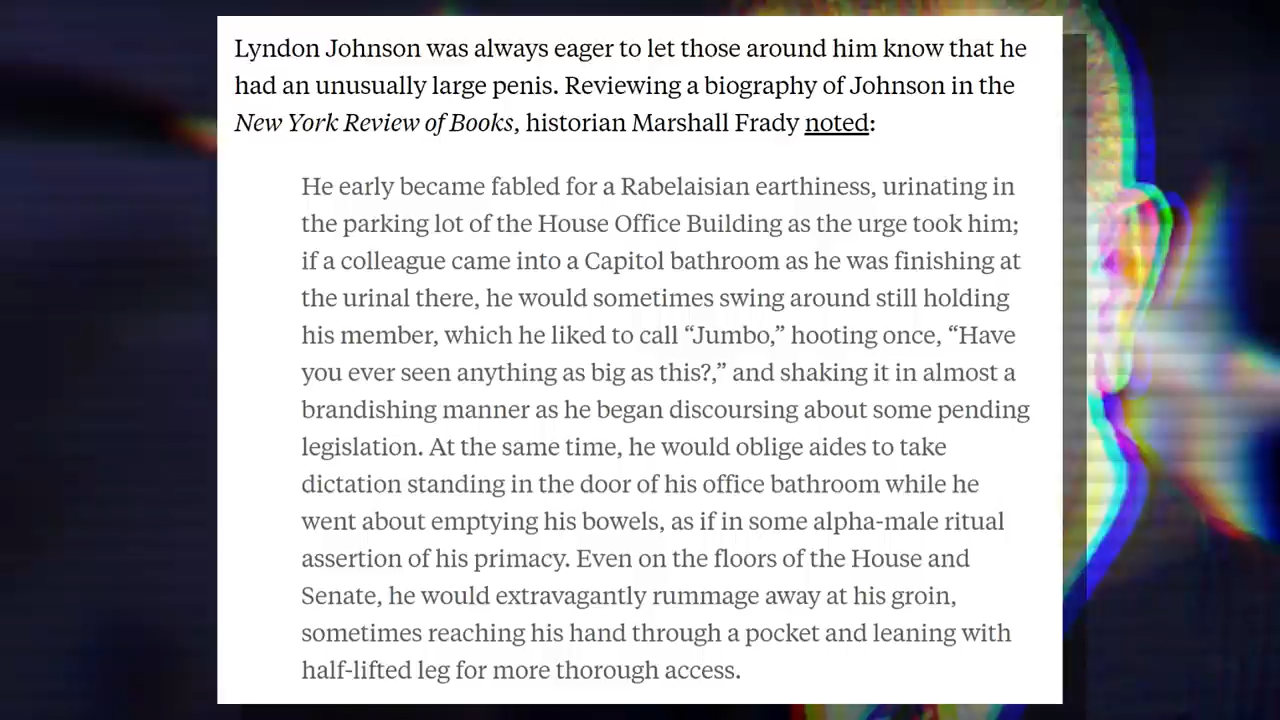 Lyndon Johnson was always eager to let those around him know that he
had an unusually large penis. Reviewing a biography of Johnson in the
New York Review of Books, historian Marshall Frady noted:
He early became fabled for a Rabelaisian earthiness, urinating in
the parking lot of the House Office Building as the urge took him;
if a colleague came into a Capitol bathroom as he was finishing at
the urinal there, he would sometimes swing around still holding
his member, which he liked to call “Jumbo,” hooting once, “Have
you ever seen anything as big as this?,” and shaking it in almost a
brandishing manner as he began discoursing about some pending
legislation. At the same time, he would oblige aides to take
dictation standing in the door of his office bathroom while he
went about emptying his bowels, as if in some alpha-male ritual
assertion of his primacy. Even on the floors of the House and
Senate, he would extravagantly rummage away at his groin,
sometimes reaching his hand through a pocket and leaning with
half-lifted leg for more thorough access.